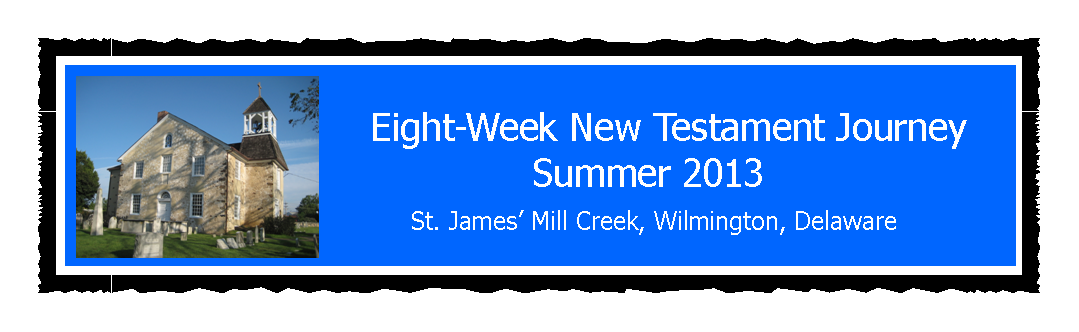 Eight-Week New Testament Journey
Summer 2013
St. James’ Mill Creek, Wilmington, Delaware